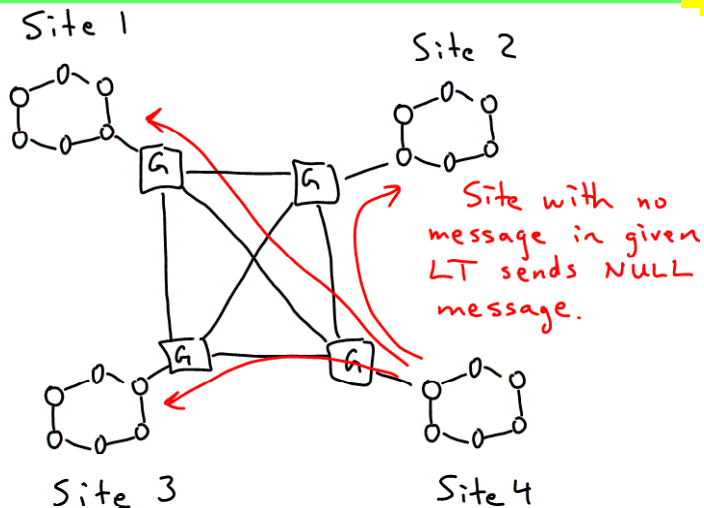 Site 1
Site 2
G
G
Site with no
message in given
LT sends NULL
message.
G
G
Site 3
Site 4